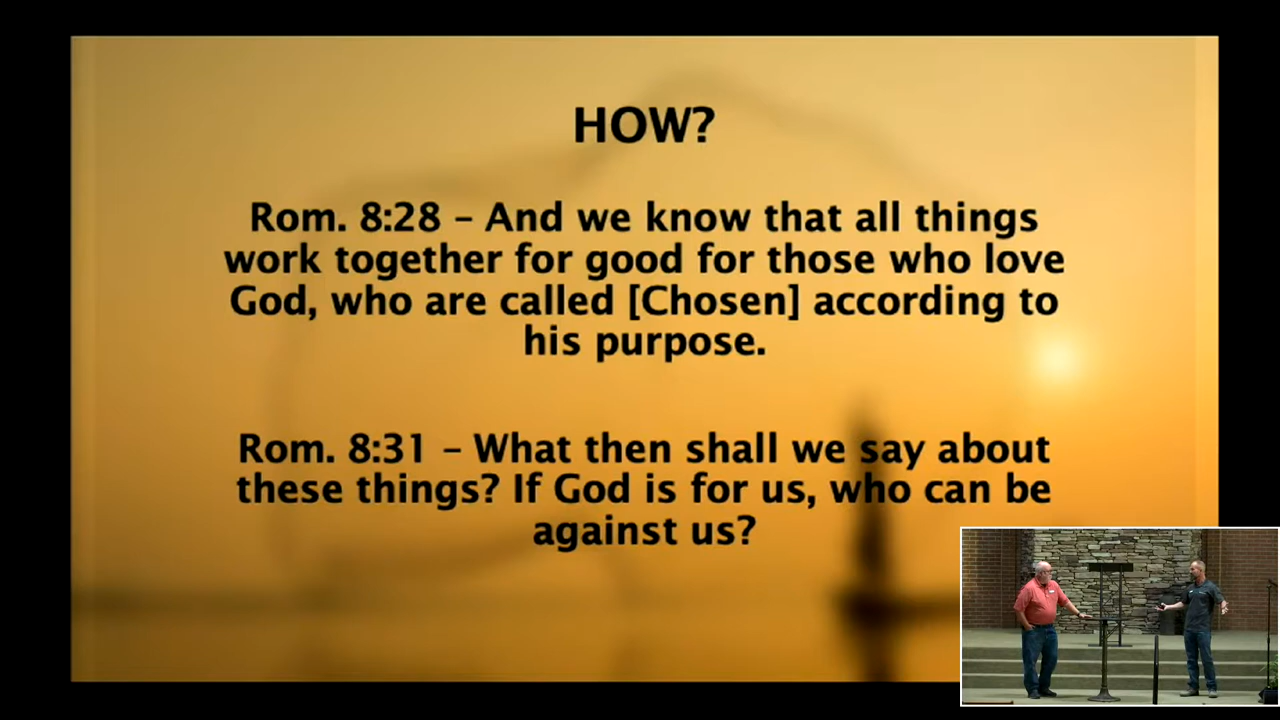 HOW?
Rom. 8:28 – And we know that all things
work together for good for those who love
God, who are called [Chosen] according to
his purpose.
Rom. 8:31 – What then shall we say about
these things? If God is for us, who can be
against us?